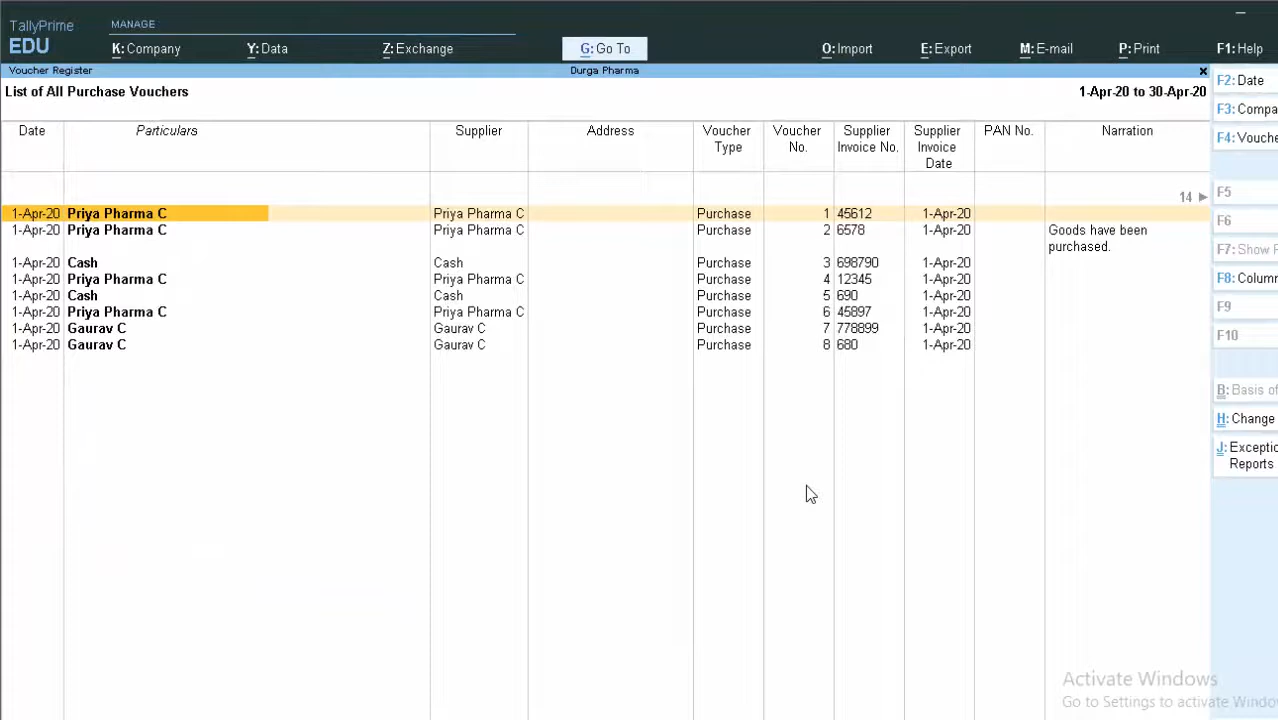 TallyPrime
EDU
MANAGE
K: Company
Y: Data
Z: Exchange
G: Go To
O: Import
E: Export
M: E-mail
P: Print
F1: Help
Voucher Register
Durga Pharma
x
List of All Purchase Vouchers
1-Apr-20 to 30-Apr-20
Date Particulars Supplier Address Voucher Type Voucher No. Supplier Invoice No. Supplier Invoice Date PAN No. Narration
14
1-Apr-20 Priya Pharma C Priya Pharma C Purchase 1 45612 1-Apr-20
1-Apr-20 Priya Pharma C Priya Pharma C Purchase 2 6578 1-Apr-20 Goods have been
purchased.
1-Apr-20 Cash Cash Purchase 3 698790 1-Apr-20
1-Apr-20 Priya Pharma C Priya Pharma C Purchase 4 12345 1-Apr-20
1-Apr-20 Cash Cash Purchase 5 690 1-Apr-20
1-Apr-20 Priya Pharma C Priya Pharma C Purchase 6 45897 1-Apr-20
1-Apr-20 Gaurav C Gaurav C Purchase 7 778899 1-Apr-20
1-Apr-20 Gaurav C Gaurav C Purchase 8 680 1-Apr-20
F2: Date
F3: Compa
F4: Vouche
F5
F6
F7: Show
F8: Column
F9
F10
B: Basis of
H: Change
J: Exceptio
Reports
Activate Windows
Go to Settings to activate Windo